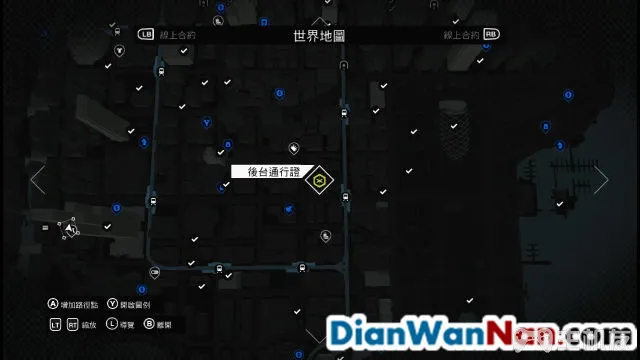 LB 線上合約 世界地圖 線上合約 RB
後台通行證
A 增加路徑點 Y 開啟圖例
LT RT 縮放 L 導覽 B 離開
DianWanNan.com